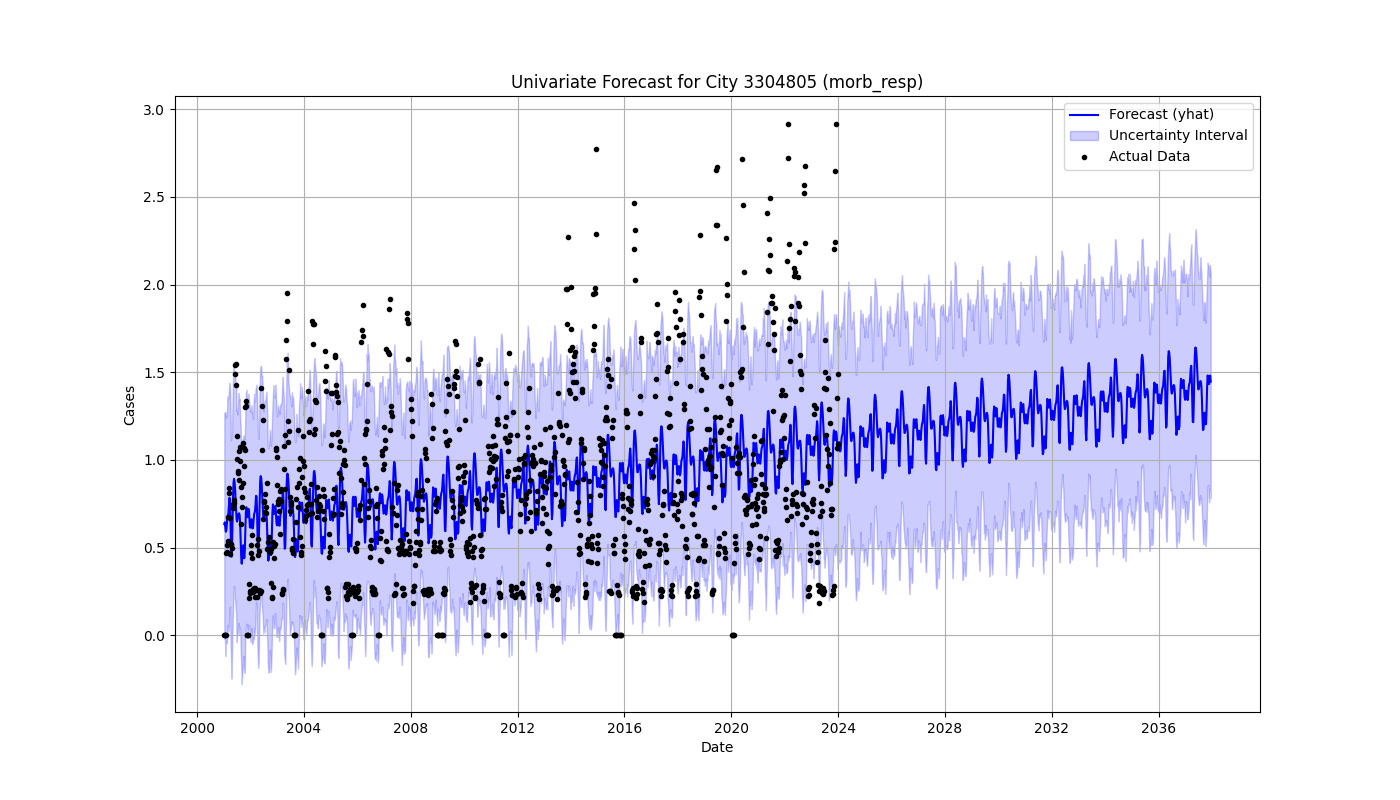 Univariate Forecast for City 3304805 (morb_resp)
Forecast (yhat)
Uncertainty Interval
Actual Data
3.0
2.5
2.0
1.5
1.0
0.5
0.0
Cases
2000 2004 2008 2012 2016 2020 2024 2028 2032 2036
Date